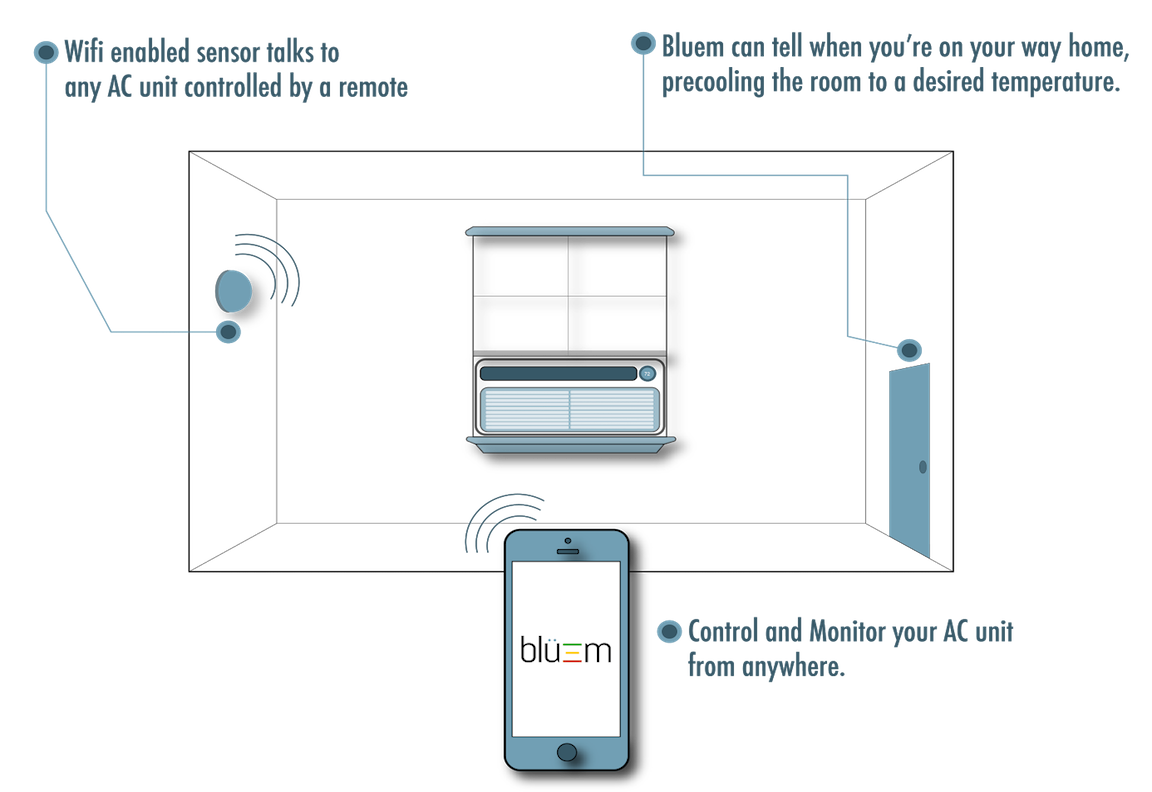 Wifi enabled sensor talks to
any AC unit controlled by a remote
Bluem can tell when you're on your way home,
precooling the room to a desired temperature.
72
blüem
Control and Monitor your AC unit
from anywhere.